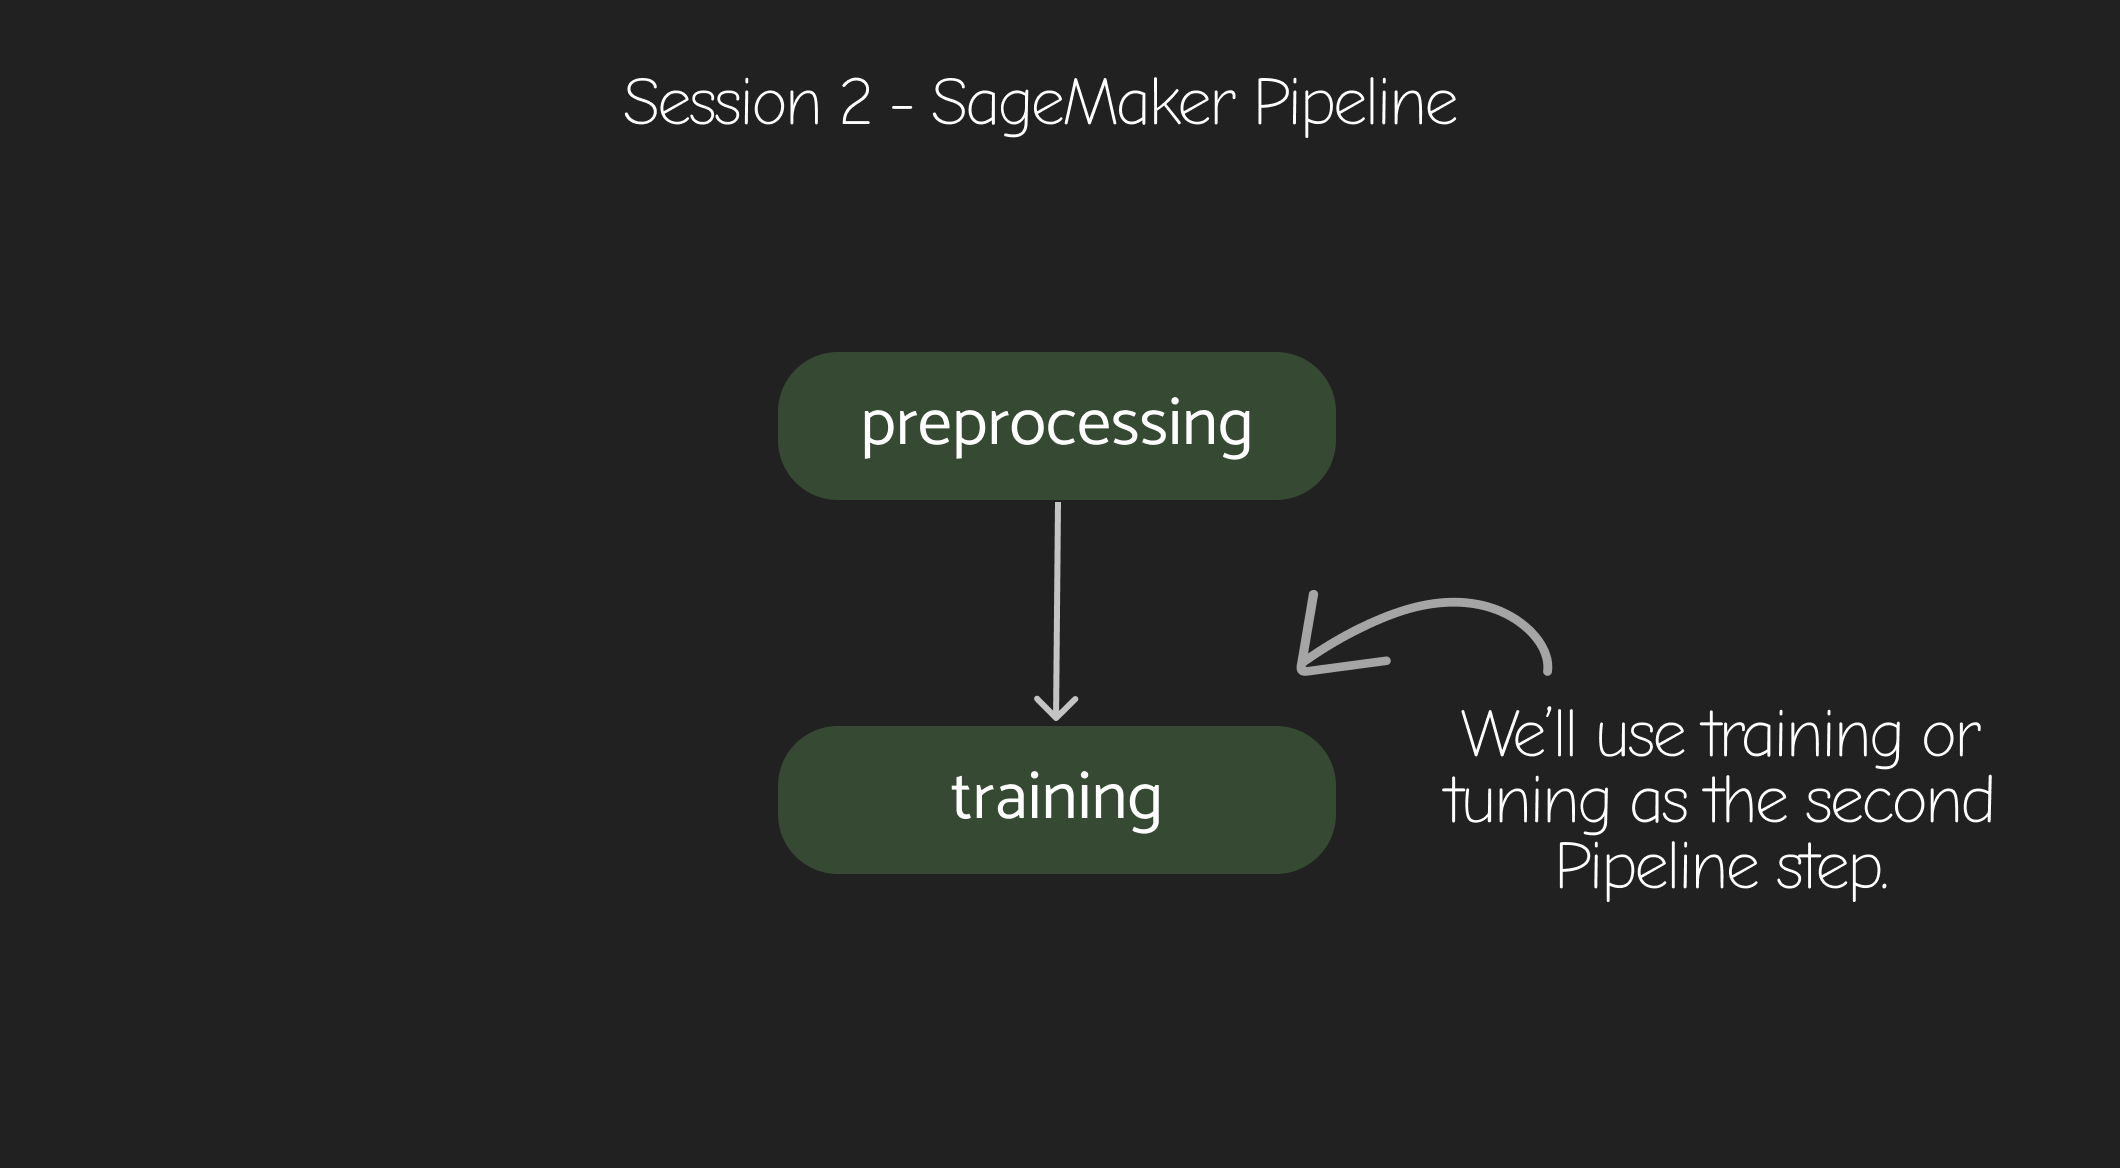 Session 2 - SageMaker Pipeline
preprocessing
training
We'll use training or
tuning as the second
Pipeline step.